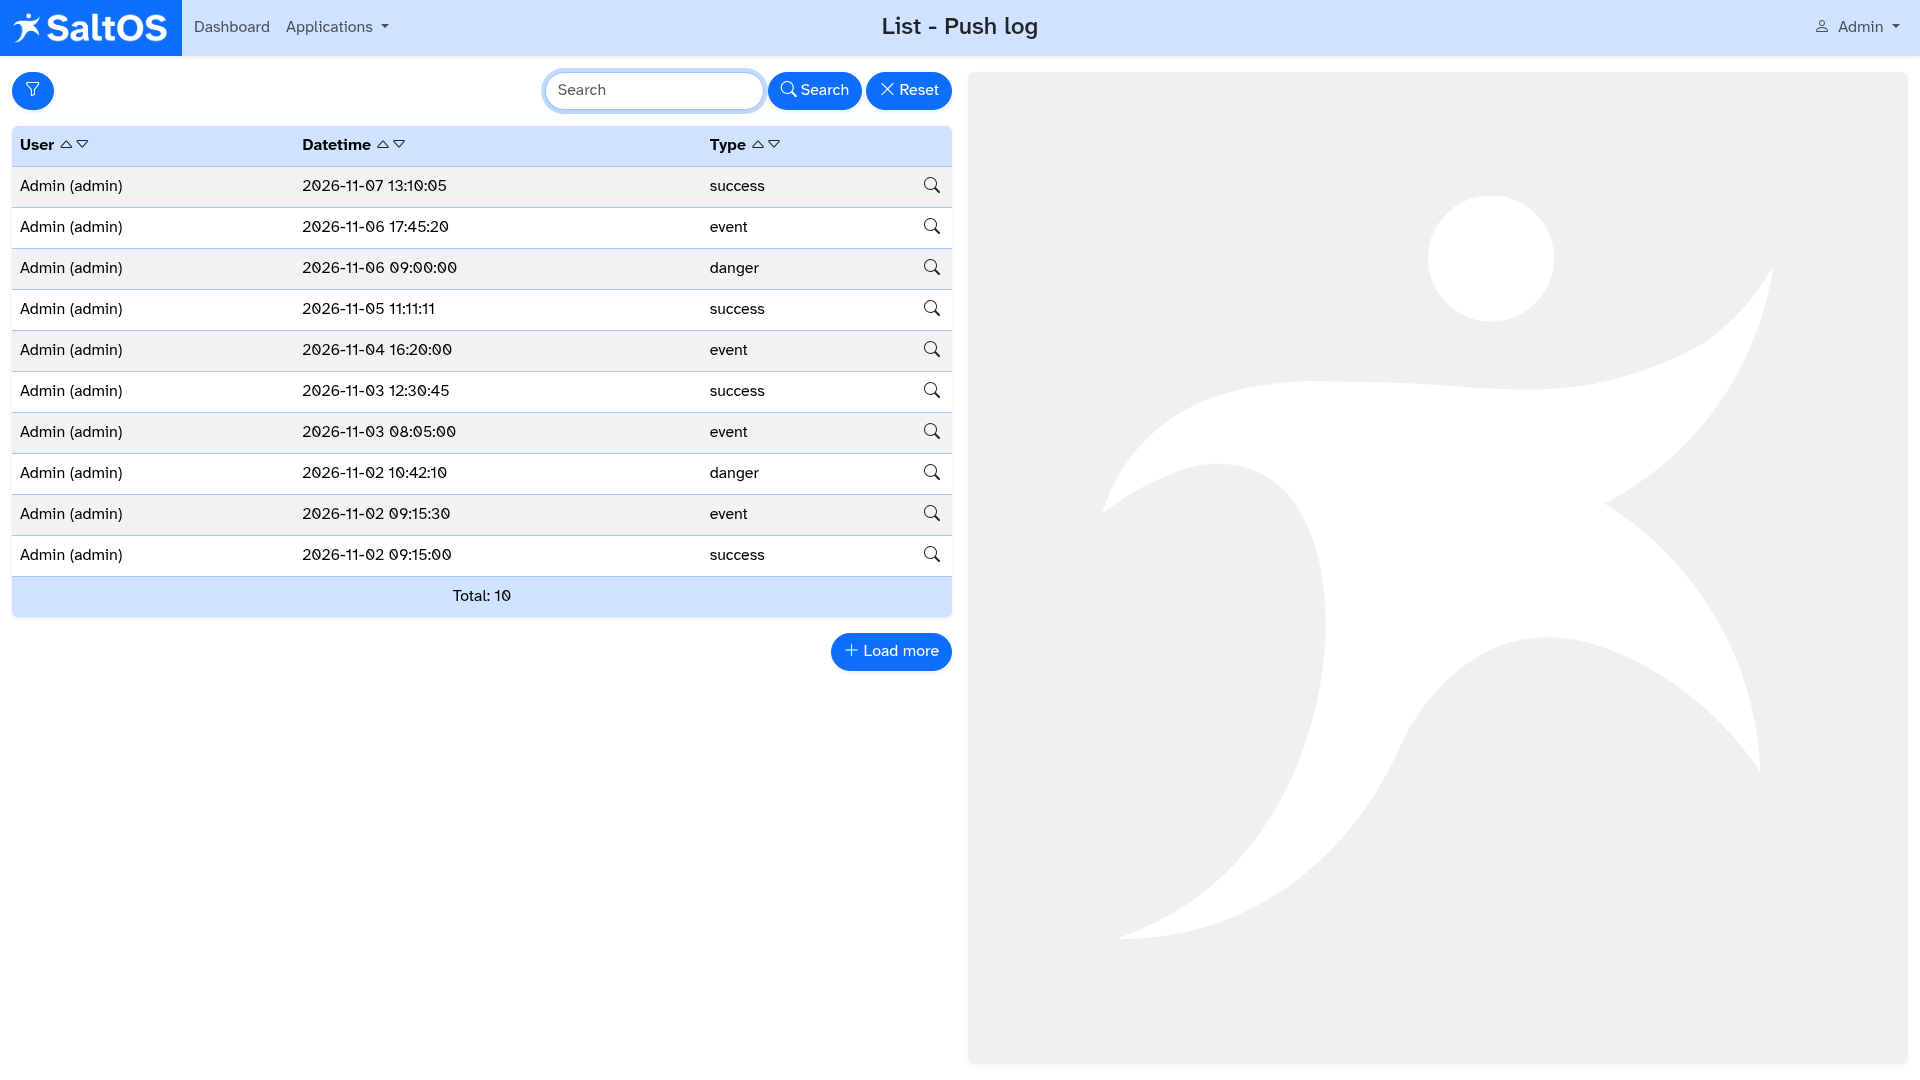 SaltOS Dashboard Applications List - Push log Admin
Search Search Reset
User Datetime Type
Admin (admin) 2026-11-07 13:10:05 success
Admin (admin) 2026-11-06 17:45:20 event
Admin (admin) 2026-11-06 09:00:00 danger
Admin (admin) 2026-11-05 11:11:11 success
Admin (admin) 2026-11-04 16:20:00 event
Admin (admin) 2026-11-03 12:30:45 success
Admin (admin) 2026-11-03 08:05:00 event
Admin (admin) 2026-11-02 10:42:10 danger
Admin (admin) 2026-11-02 09:15:30 event
Admin (admin) 2026-11-02 09:15:00 success
Total: 10
Load more